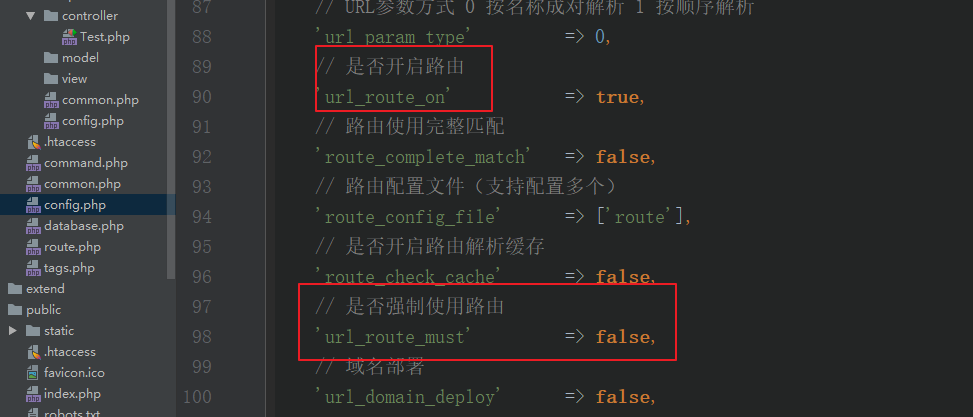 controller
Test.php
model
view
common.php
config.php
.htaccess
command.php
common.php
config.php
database.php
route.php
tags.php
extend
public
static
.htaccess
favicon.ico
index.php
robots.txt
87 // URL参数方式 0 按名称成对解析 1 按顺序解析
88 'url_param_type' => 0,
89 // 是否开启路由
90 'url_route_on' => true,
91 // 路由使用完整匹配
92 'route_complete_match' => false,
93 // 路由配置文件（支持配置多个）
94 'route_config_file' => ['route'],
95 // 是否开启路由解析缓存
96 'route_check_cache' => false,
97 // 是否强制使用路由
98 'url_route_must' => false,
99 // 域名部署
100 'url_domain_deploy' => false,